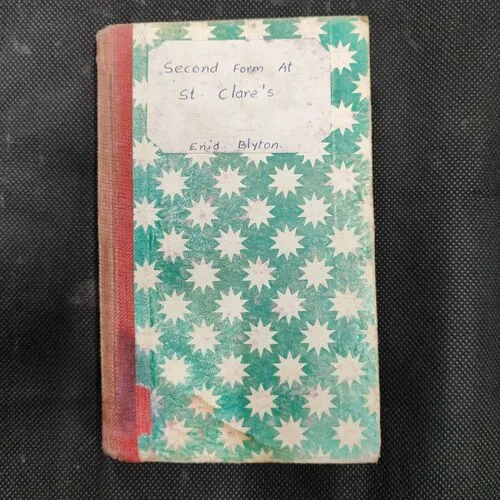 Second Form At
St. Clare's
Enid Blyton.